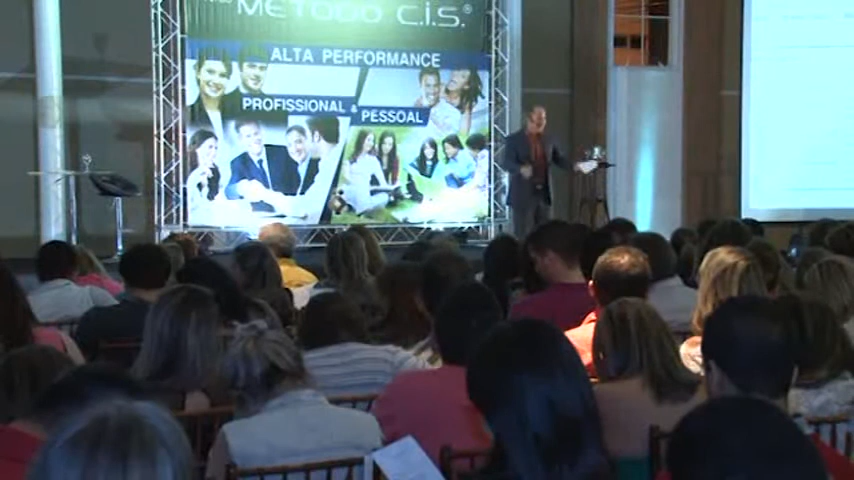 MÉTODO C.I.S.®
ALTA PERFORMANCE
PROFISSIONAL & PESSOAL